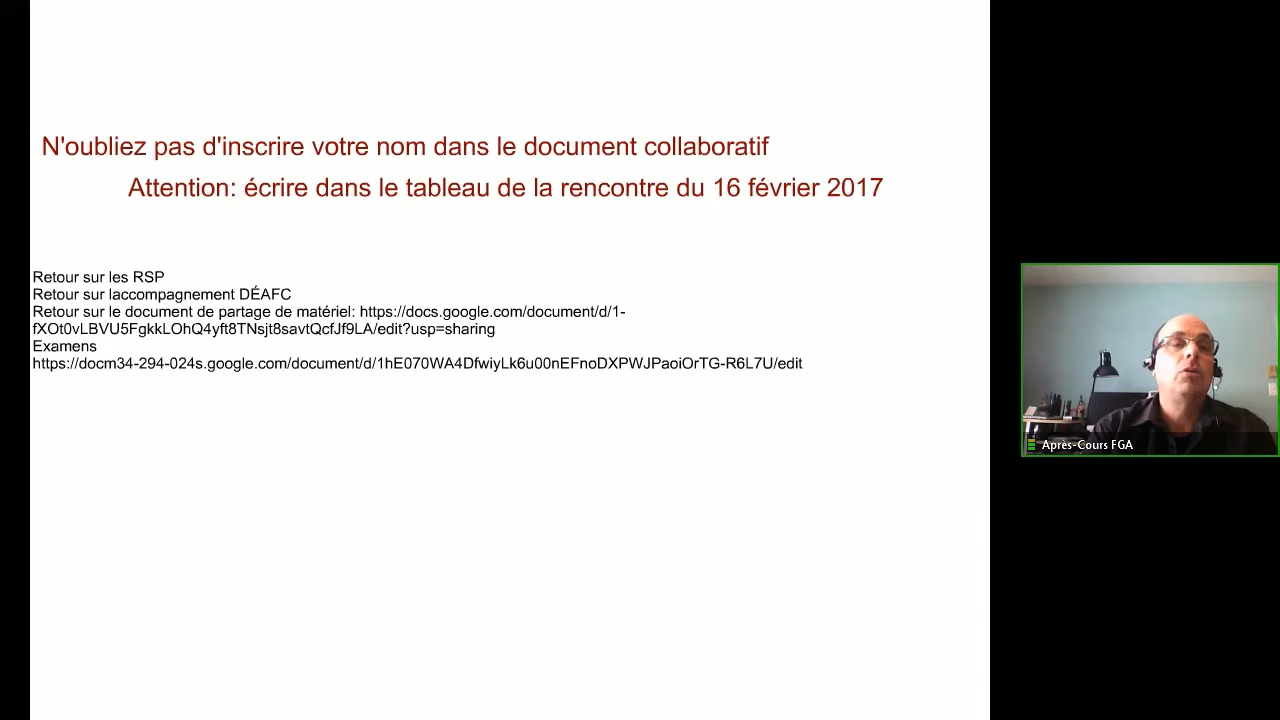 N'oubliez pas d'inscrire votre nom dans le document collaboratif
Attention: écrire dans le tableau de la rencontre du 16 février 2017
Retour sur les RSP
Retour sur laccompagnement DÉAFC
Retour sur le document de partage de matériel: https://docs.google.com/document/d/1-
fXOt0vLBVU5FgkkLOhQ4yft8TNsjt8savtQcfJf9LA/edit?usp=sharing
Examens
https://docm34-294-024s.google.com/document/d/1hE070WA4DfwiyLk6u00nEFnoDXPWJPaoiOrTG-R6L7U/edit
Après-Cours FGA